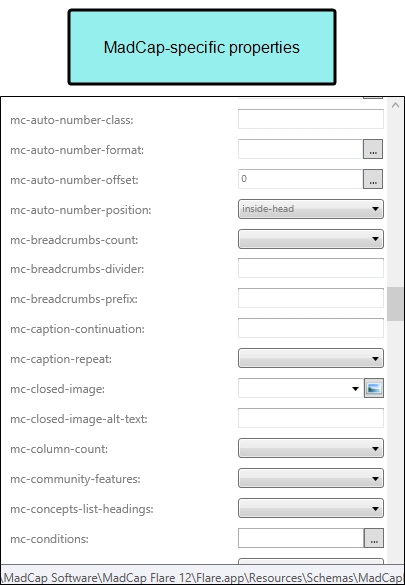 MadCap-specific properties
mc-auto-number-class:
mc-auto-number-format: ...
mc-auto-number-offset: 0 ...
mc-auto-number-position: inside-head
mc-breadcrumbs-count:
mc-breadcrumbs-divider:
mc-breadcrumbs-prefix:
mc-caption-continuation:
mc-caption-repeat:
mc-closed-image:
mc-closed-image-alt-text:
mc-column-count:
mc-community-features:
mc-concepts-list-headings:
mc-conditions: ...
\MadCap Software\MadCap Flare 12\Flare.app\Resources\Schemas\MadCap